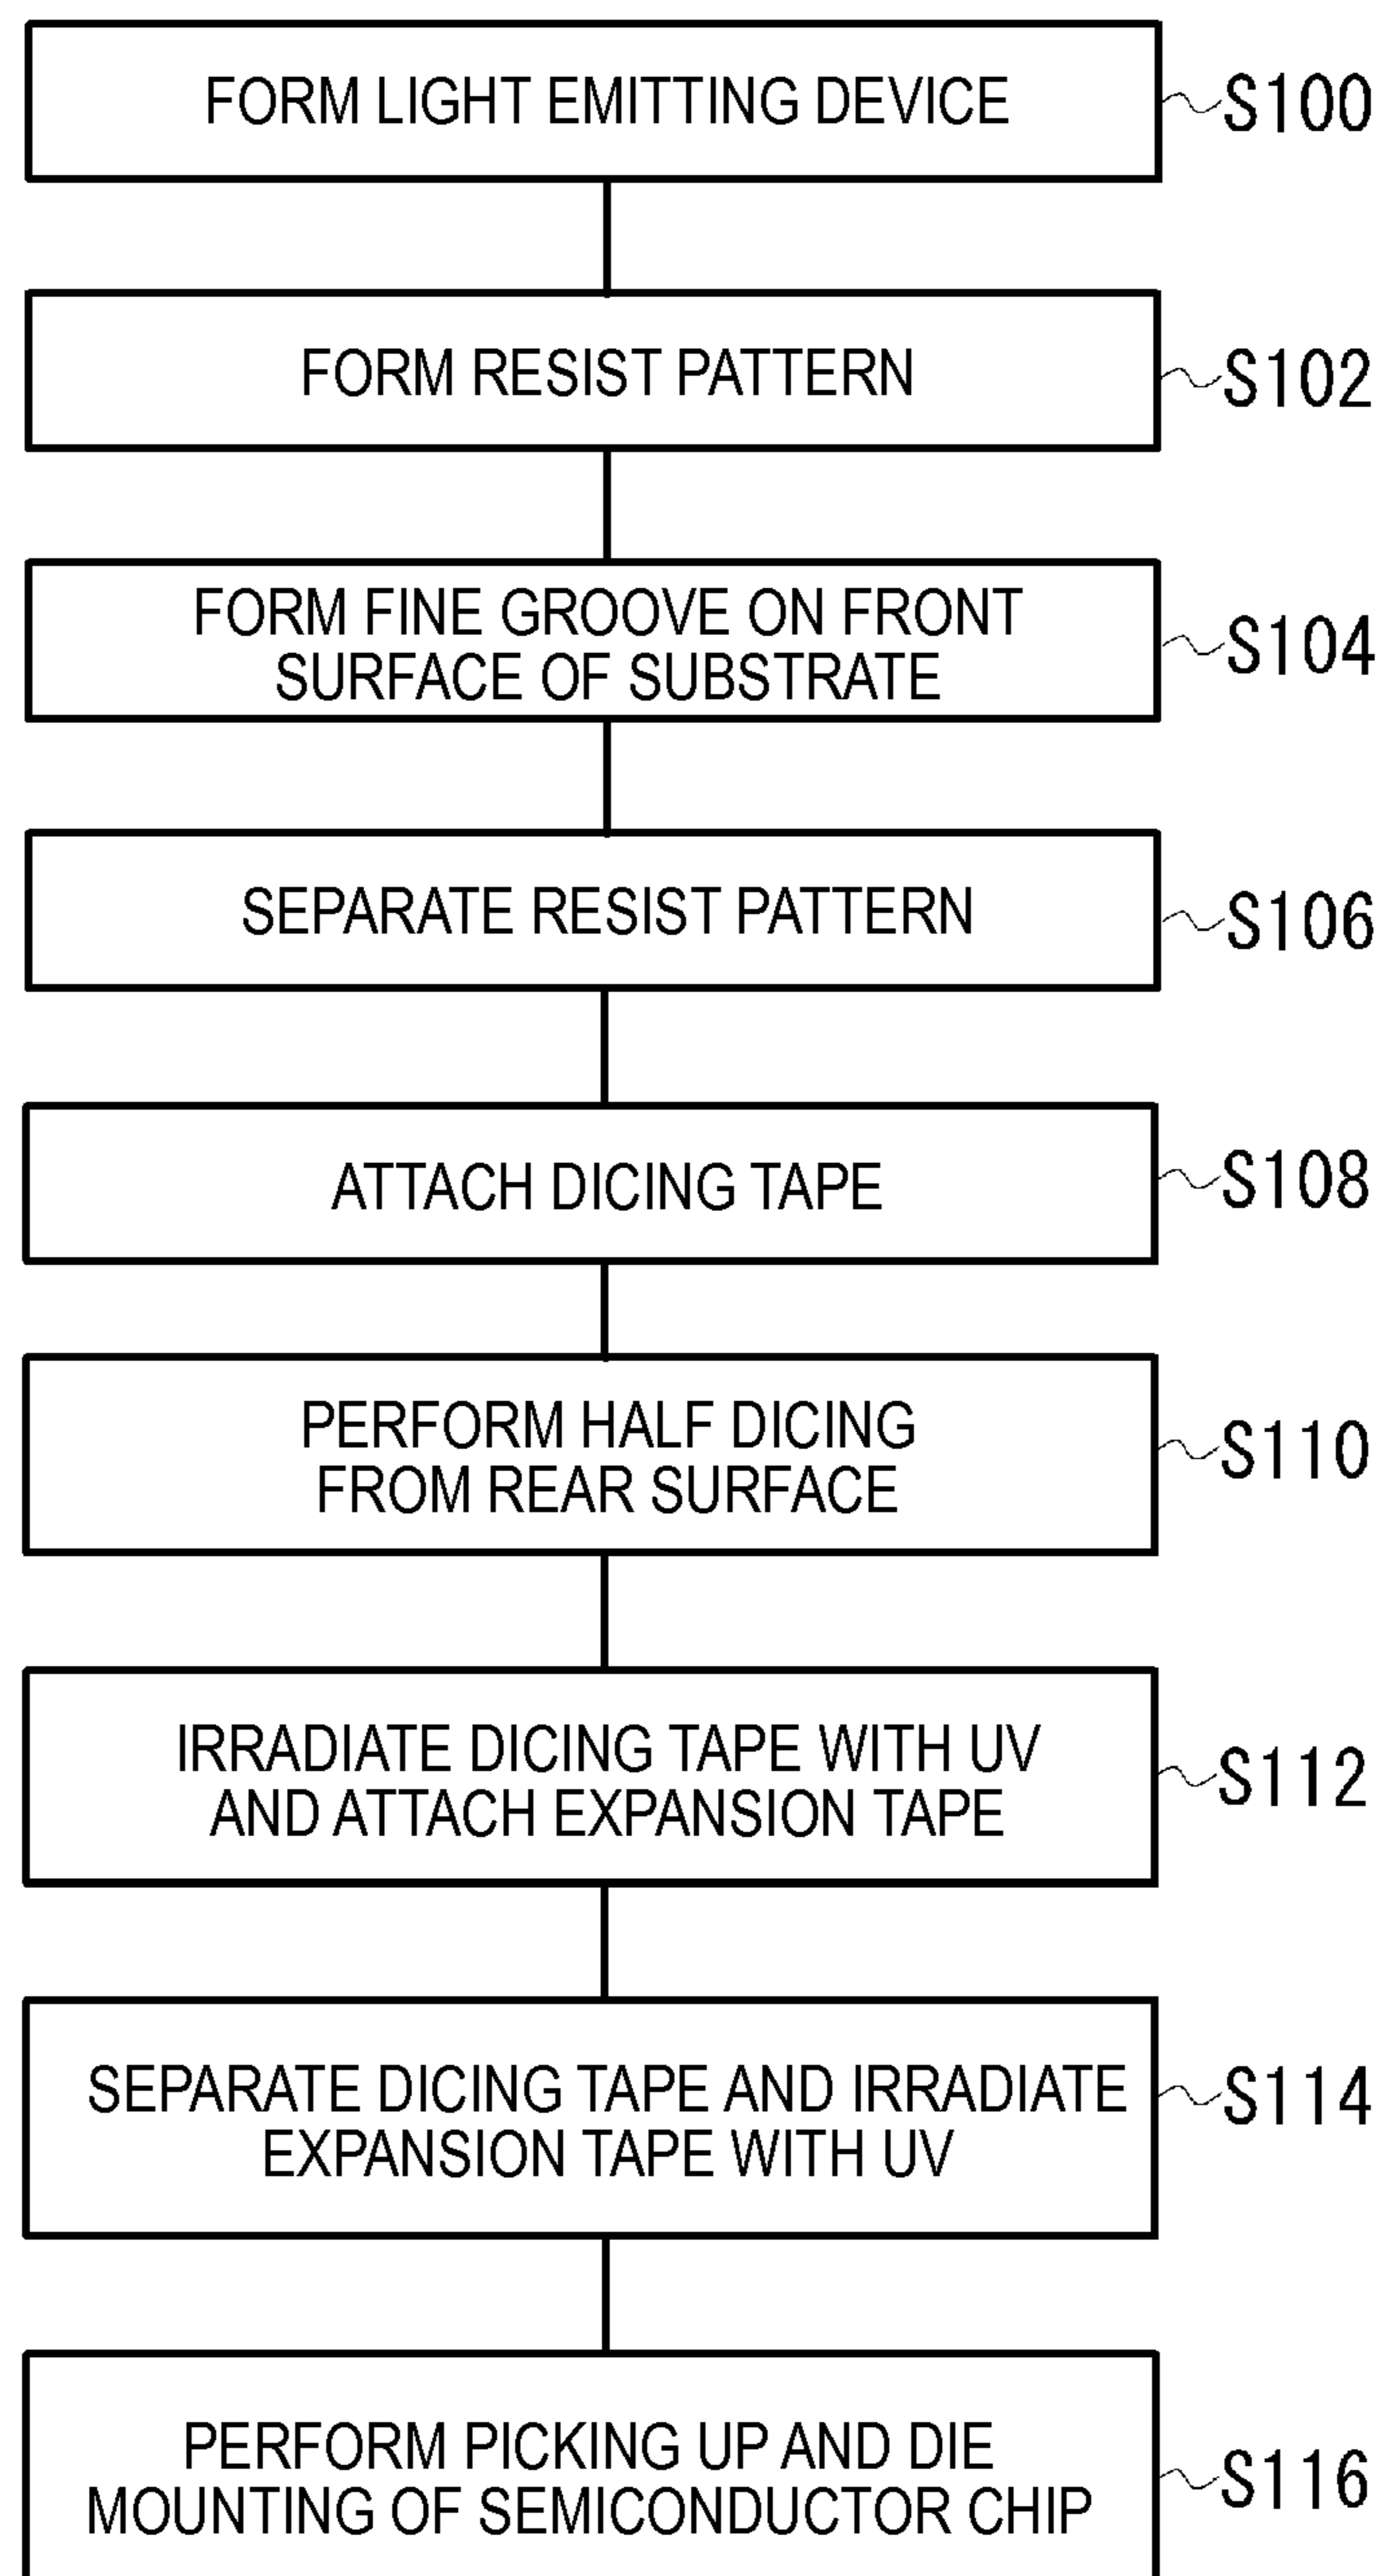 FORM LIGHT EMITTING DEVICE
S100
FORM RESIST PATTERN
S102
FORM FINE GROOVE ON FRONT
SURFACE OF SUBSTRATE
S104
SEPARATE RESIST PATTERN
S106
ATTACH DICING TAPE
S108
PERFORM HALF DICING
FROM REAR SURFACE
S110
IRRADIATE DICING TAPE WITH UV
AND ATTACH EXPANSION TAPE
S112
SEPARATE DICING TAPE AND IRRADIATE
EXPANSION TAPE WITH UV
S114
PERFORM PICKING UP AND DIE
MOUNTING OF SEMICONDUCTOR CHIP
S116